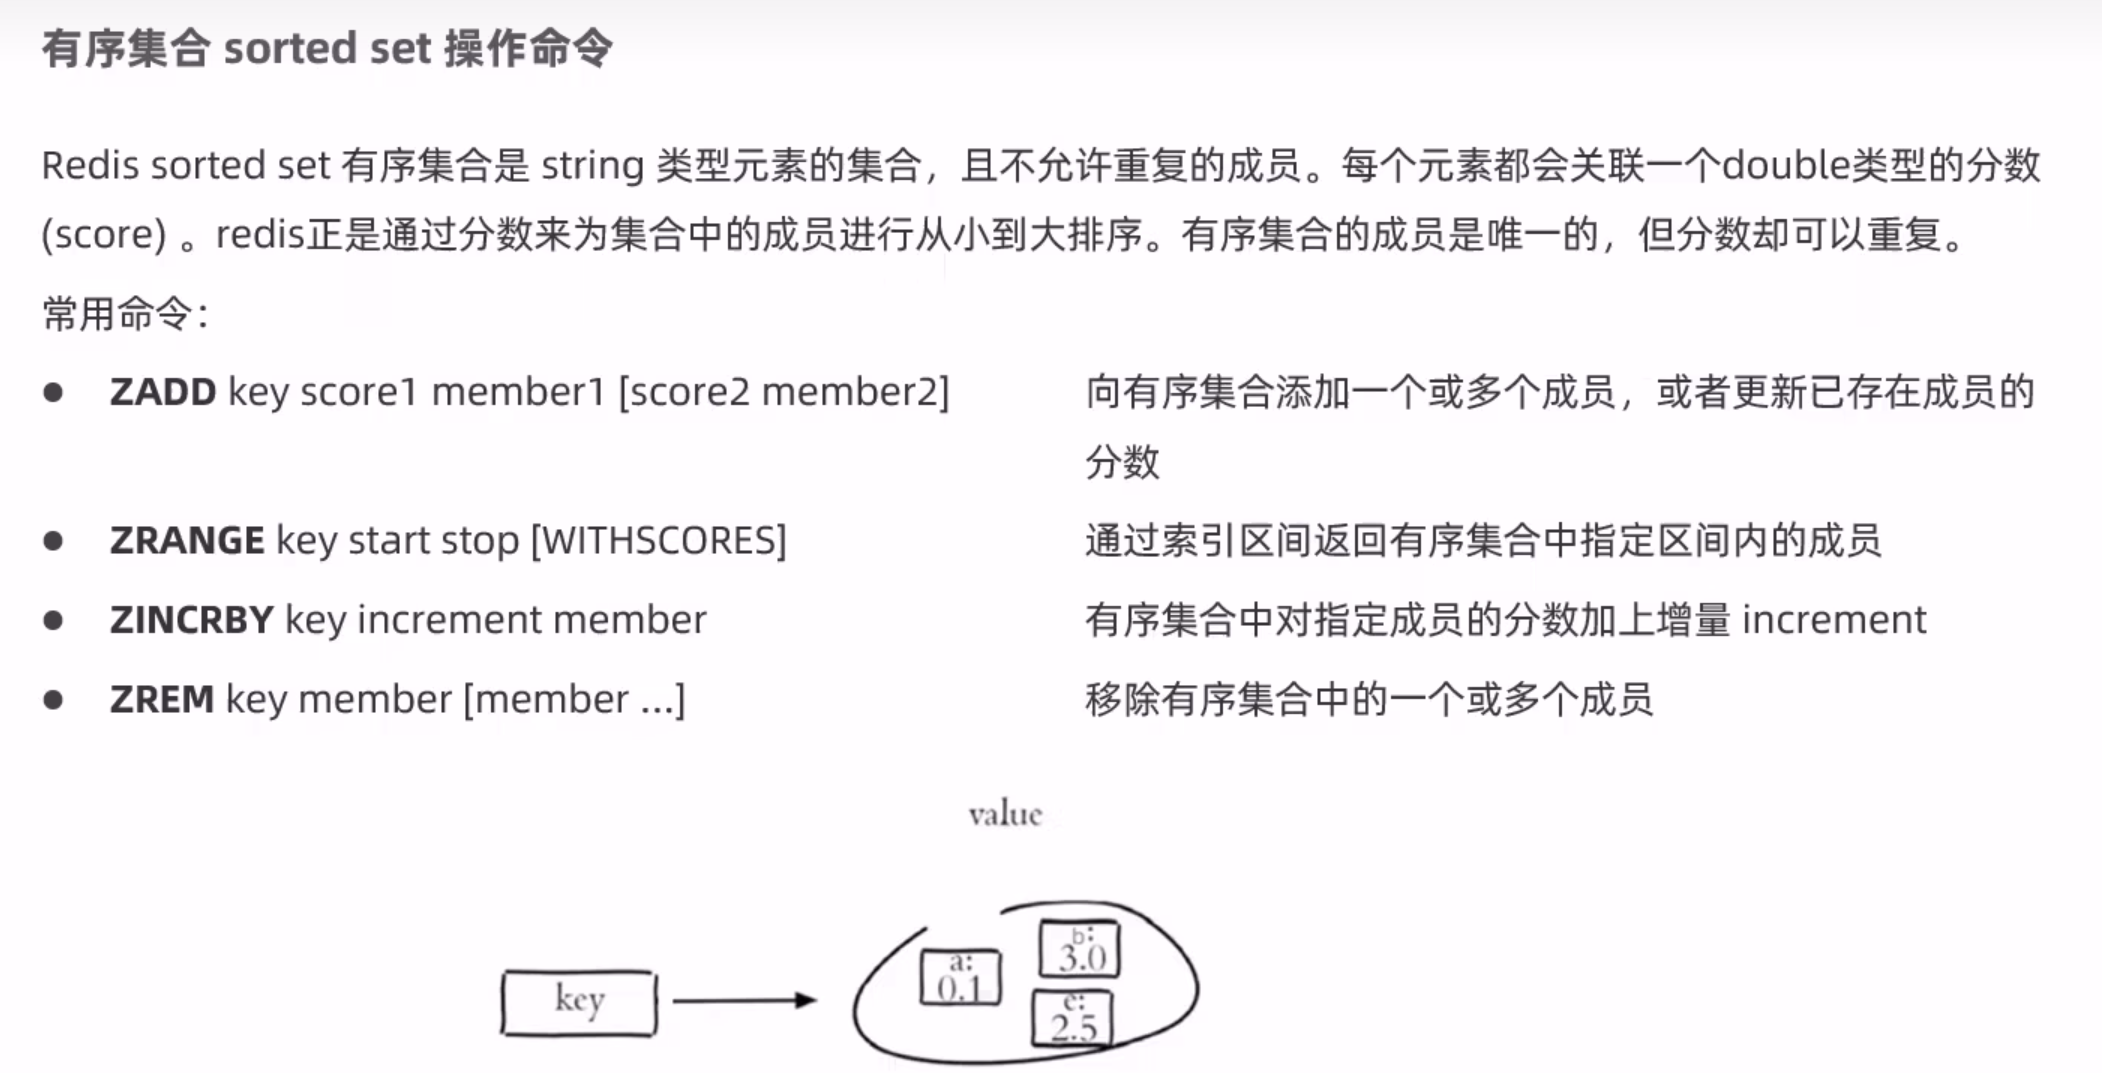 有序集合 sorted set 操作命令
Redis sorted set 有序集合是 string 类型元素的集合，且不允许重复的成员。每个元素都会关联一个double类型的分数
(score) 。redis正是通过分数来为集合中的成员进行从小到大排序。有序集合的成员是唯一的，但分数却可以重复。
常用命令：
● ZADD key score1 member1 [score2 member2] 向有序集合添加一个或多个成员，或者更新已存在成员的
分数
● ZRANGE key start stop [WITHSCORES] 通过索引区间返回有序集合中指定区间内的成员
● ZINCRBY key increment member 有序集合中对指定成员的分数加上增量 increment
● ZREM key member [member ...] 移除有序集合中的一个或多个成员
value
b:
3.0
a:
0.1
key
c:
2.5